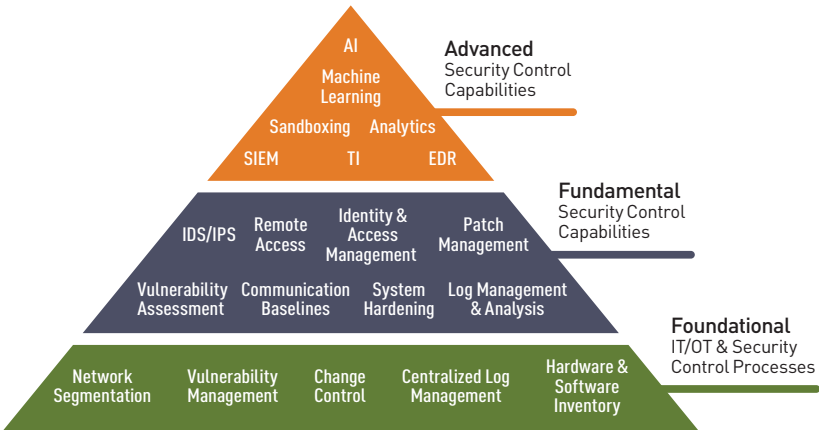 AI
Machine
Learning
Sandboxing Analytics
SIEM TI EDR
Advanced
Security Control
Capabilities
IDS/IPS
Remote
Access
Identity &
Access
Management
Patch
Management
Vulnerability
Assessment
Communication
Baselines
System
Hardening
Log Management
& Analysis
Fundamental
Security Control
Capabilities
Network
Segmentation
Vulnerability
Management
Change
Control
Centralized Log
Management
Hardware &
Software
Inventory
Foundational
IT/OT & Security
Control Processes